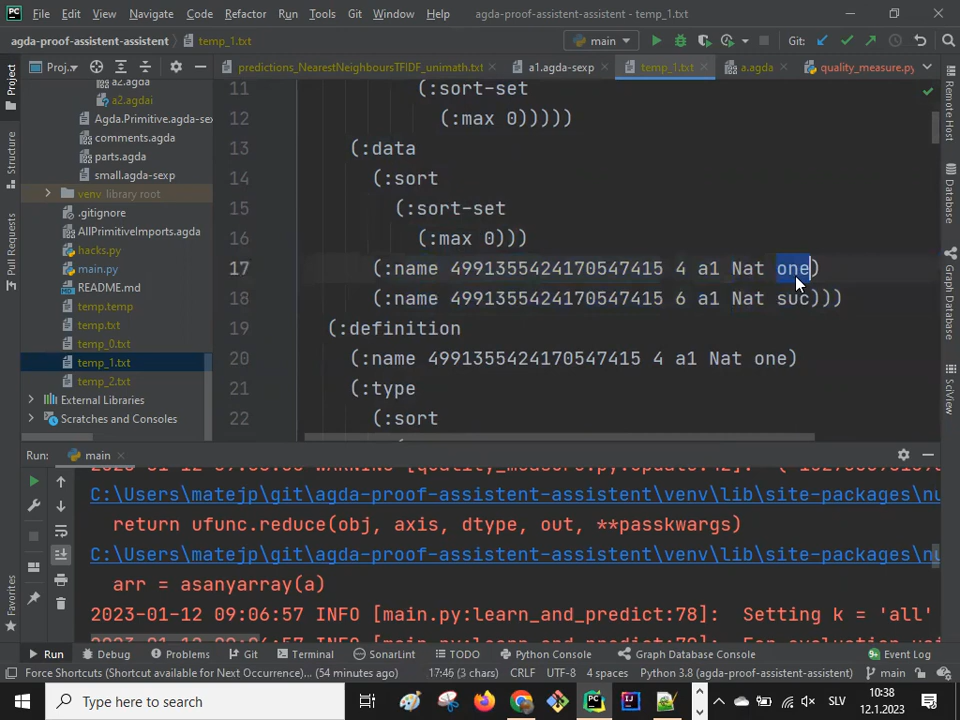 File Edit View Navigate Code Refactor Run Tools Git Window Help agda-proof-assistent-assistent - temp_1.txt
agda-proof-assistent-assistent temp_1.txt main Git:
Proj... predictions_NearestNeighboursTFIDF_unimath.txt a1.agda-sexp temp_1.txt a.agda quality_measure.py
Project
Structure
Pull Requests
Favorites
Remote Host
Database
Graph Database
SciView
a2.agda
a2.agdai
Agda.Primitive.agda-se
comments.agda
parts.agda
small.agda-sexp
venv library root
.gitignore
AllPrimitiveImports.agda
hacks.py
main.py
README.md
temp.temp
temp.txt
temp_0.txt
temp_1.txt
temp_2.txt
External Libraries
Scratches and Consoles
11 (:sort-set
12 (:max 0)))))
13 (:data
14 (:sort
15 (:sort-set
16 (:max 0)))
17 (:name 4991355424170547415 4 a1 Nat one)
18 (:name 4991355424170547415 6 a1 Nat suc)))
19 (:definition
20 (:name 4991355424170547415 4 a1 Nat one)
21 (:type
22 (:sort
Run: main
C:\Users\matejp\git\agda-proof-assistent-assistent\venv\lib\site-packages\nu
return ufunc.reduce(obj, axis, dtype, out, **passkwargs)
C:\Users\matejp\git\agda-proof-assistent-assistent\venv\lib\site-packages\nu
arr = asanyarray(a)
2023-01-12 09:06:57 INFO [main.py:learn_and_predict:78]: Setting k = 'all'
Run Debug Problems Git Terminal SonarLint TODO Python Console Graph Database Console Event Log
Force Shortcuts (Shortcut available for Next Occurrence)... (54 minutes ago) 17:46 (3 chars) CRLF UTF-8 4 spaces Python 3.8 (agda-proof-assistent-assistent) main
Type here to search SLV 10:38
12.1.2023